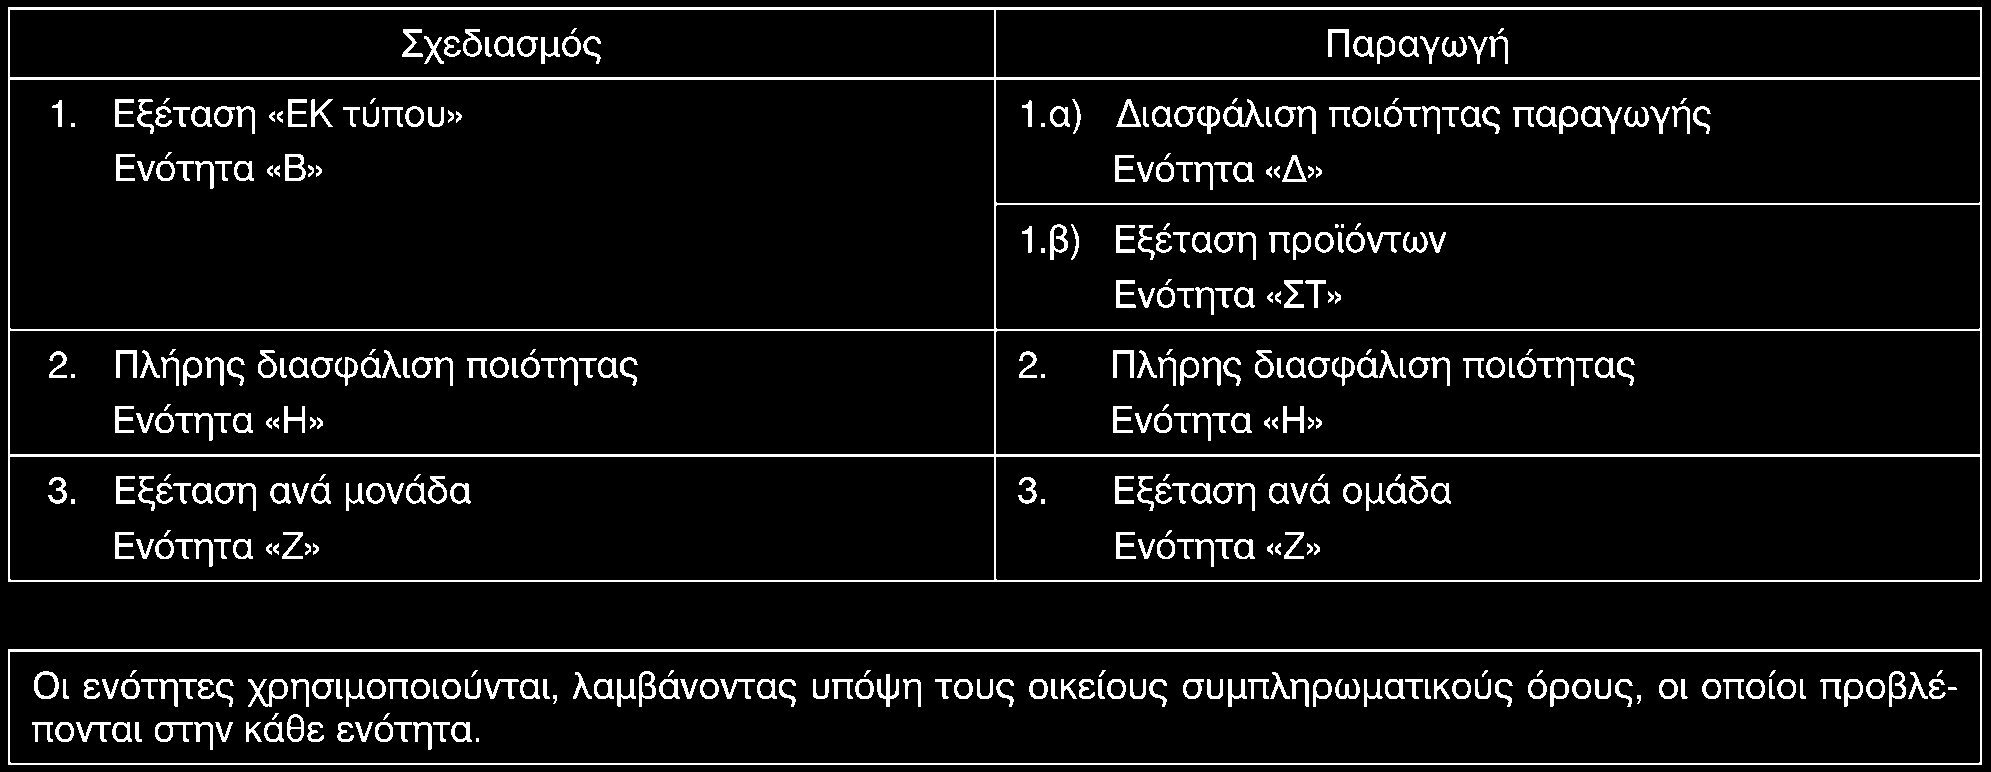 Σχεδιασμός
Παραγωγή
1. Εξέταση «ΕΚ τύπου»
Ενότητα «Β»
1.α) Διασφάλιση ποιότητας παραγωγής
Ενότητα «Δ»
1.β) Εξέταση προϊόντων
Ενότητα «ΣΤ»
2. Πλήρης διασφάλιση ποιότητας
Ενότητα «Η»
2. Πλήρης διασφάλιση ποιότητας
Ενότητα «Η»
3. Εξέταση ανά μονάδα
Ενότητα «Ζ»
3. Εξέταση ανά ομάδα
Ενότητα «Ζ»
Οι ενότητες χρησιμοποιούνται, λαμβάνοντας υπόψη τους οικείους συμπληρωματικούς όρους, οι οποίοι προβλέ-
πονται στην κάθε ενότητα.